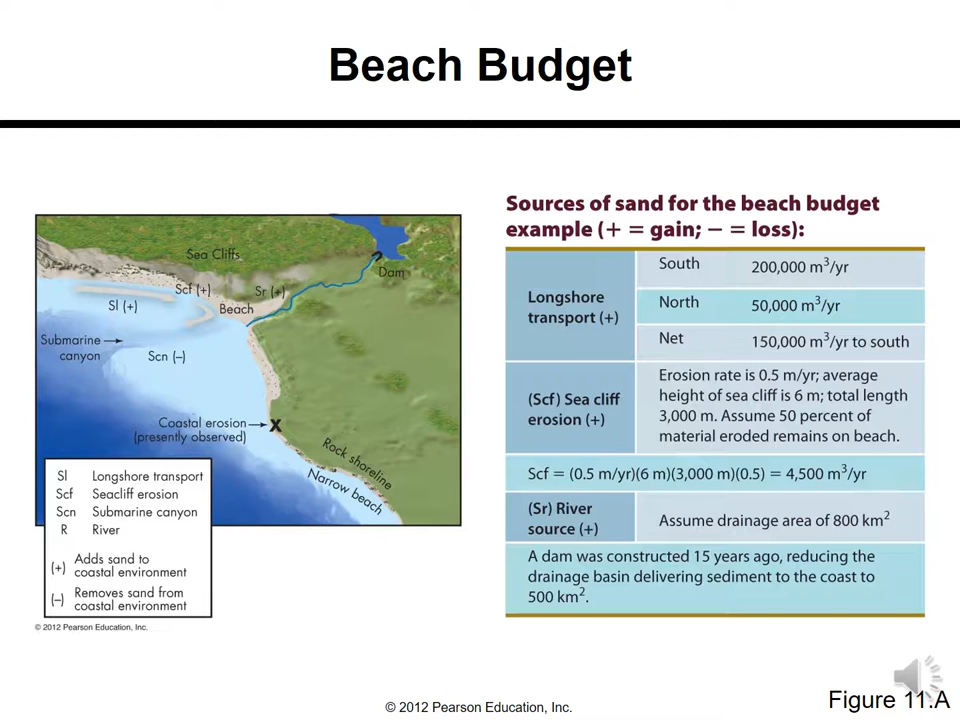 Beach Budget
Sea Cliffs
Dam
Scf (+)
Sr (+)
Sl (+)
Beach
Submarine
canyon
Scn (–)
Coastal erosion
(presently observed)
X
Rock shoreline
Narrow beach
Sl Longshore transport
Scf Seacliff erosion
Scn Submarine canyon
R River
(+) Adds sand to
coastal environment
(–) Removes sand from
coastal environment
© 2012 Pearson Education, Inc.
Sources of sand for the beach budget
example (+ = gain; – = loss):
Longshore
transport (+)
South 200,000 m³/yr
North 50,000 m³/yr
Net 150,000 m³/yr to south
(Scf) Sea cliff
erosion (+)
Erosion rate is 0.5 m/yr; average
height of sea cliff is 6 m; total length
3,000 m. Assume 50 percent of
material eroded remains on beach.
Scf = (0.5 m/yr)(6 m)(3,000 m)(0.5) = 4,500 m³/yr
(Sr) River
source (+)
Assume drainage area of 800 km²
A dam was constructed 15 years ago, reducing the
drainage basin delivering sediment to the coast to
500 km².
© 2012 Pearson Education, Inc.
Figure 11.A